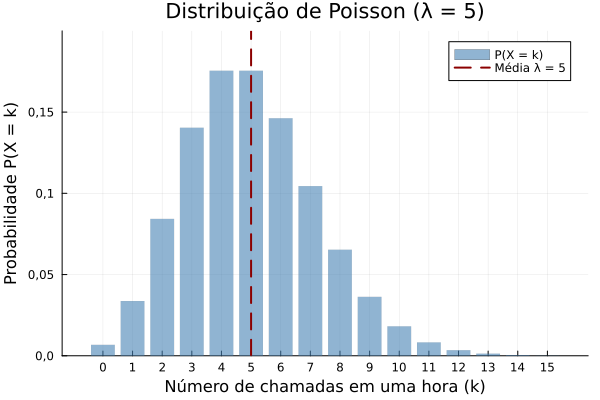 Distribuição de Poisson (λ = 5)
P(X = k)
Média λ = 5
Probabilidade P(X = k)
0,15
0,1
0,05
0,0
0 1 2 3 4 5 6 7 8 9 10 11 12 13 14 15
Número de chamadas em uma hora (k)